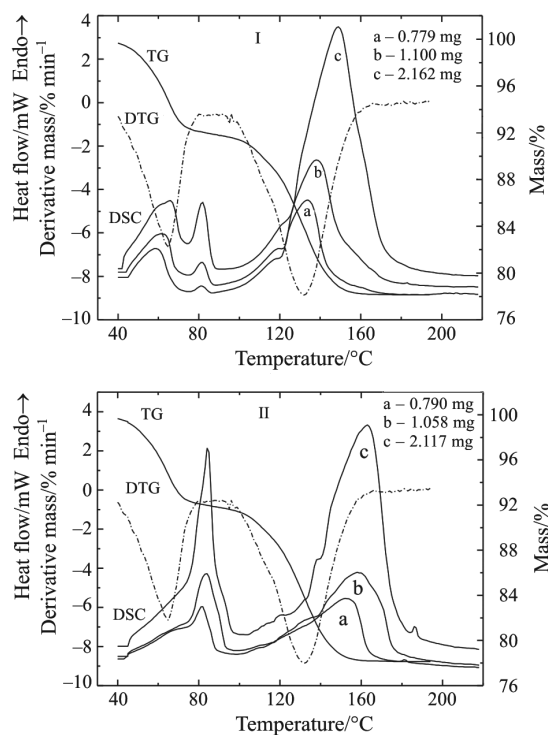 4
2
0
−2
−4
−6
−8
−10
Heat flow/mW Endo→
Derivative mass/% min⁻¹
TG
DTG
DSC
I
a – 0.779 mg
b – 1.100 mg
c – 2.162 mg
c
b
a
100
96
92
88
84
80
76
Mass/%
40 80 120 160 200
Temperature/°C
4
2
0
−2
−4
−6
−8
−10
Heat flow/mW Endo→
Derivative mass/% min⁻¹
TG
DTG
DSC
II
a – 0.790 mg
b – 1.058 mg
c – 2.117 mg
c
b
a
100
96
92
88
84
80
76
Mass/%
40 80 120 160 200
Temperature/°C